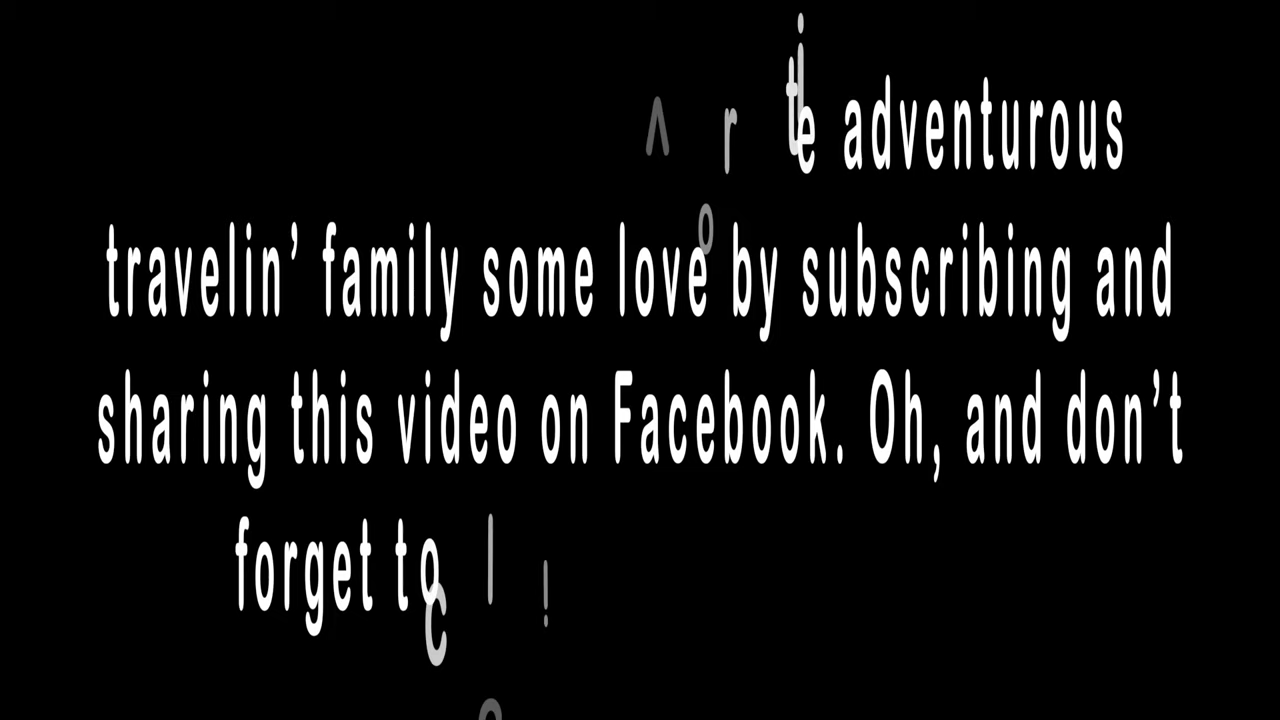 adventurous
travelin’ family some love by subscribing and
sharing this video on Facebook. Oh, and don’t
forget to